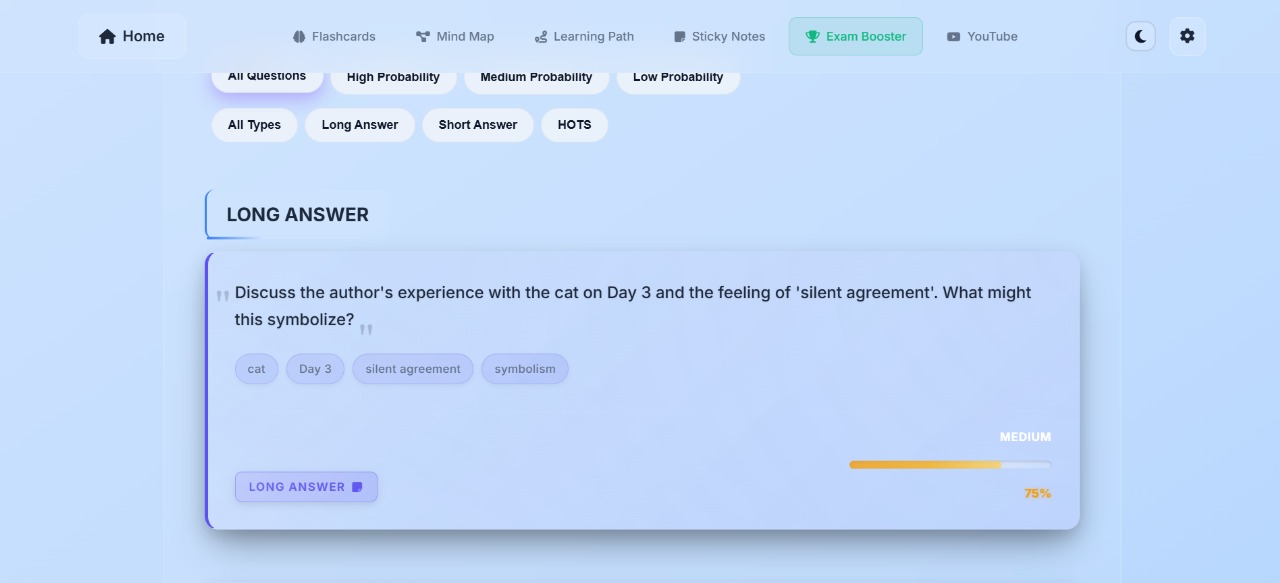 Home
Flashcards
Mind Map
Learning Path
Sticky Notes
Exam Booster
YouTube
All Questions
High Probability
Medium Probability
Low Probability
All Types
Long Answer
Short Answer
HOTS
LONG ANSWER
"Discuss the author's experience with the cat on Day 3 and the feeling of 'silent agreement'. What might
this symbolize?"
cat
Day 3
silent agreement
symbolism
MEDIUM
LONG ANSWER
75%